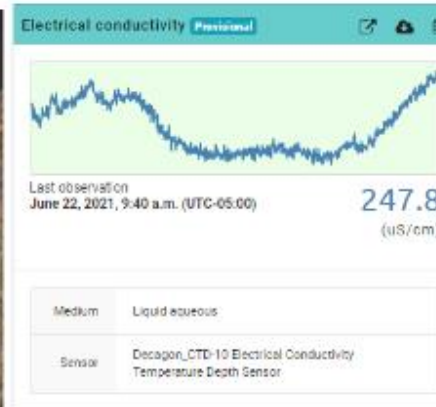 Electrical conductivity Provisional
Last observation
June 22, 2021, 9:40 a.m. (UTC-05:00)
247.8
(uS/cm)
Medium Liquid aqueous
Sensor Decagon_CTD-10 Electrical Conductivity
Temperature Depth Sensor